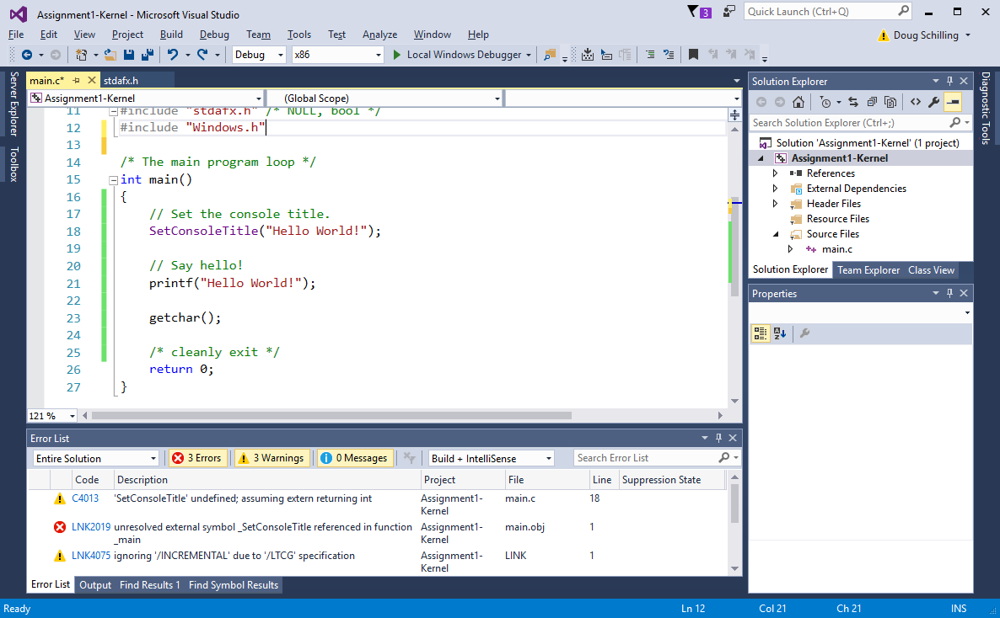 Assignment1-Kernel - Microsoft Visual Studio
3
Quick Launch (Ctrl+Q)
File Edit View Project Build Debug Team Tools Test Analyze Window Help
Doug Schilling
Debug x86 Local Windows Debugger
Server Explorer
Toolbox
main.c* stdafx.h
Assignment1-Kernel (Global Scope)
11 #include "stdafx.h" /* NULL, bool */
12 #include "Windows.h"
13
14 /* The main program loop */
15 int main()
16 {
17 // Set the console title.
18 SetConsoleTitle("Hello World!");
19
20 // Say hello!
21 printf("Hello World!");
22
23 getchar();
24
25 /* cleanly exit */
26 return 0;
27 }
121 %
Solution Explorer
Search Solution Explorer (Ctrl+;)
Solution 'Assignment1-Kernel' (1 project)
Assignment1-Kernel
References
External Dependencies
Header Files
Resource Files
Source Files
main.c
Solution Explorer Team Explorer Class View
Properties
Diagnostic Tools
Error List
Entire Solution 3 Errors 3 Warnings 0 Messages Build + IntelliSense Search Error List
Code Description Project File Line Suppression State
C4013 'SetConsoleTitle' undefined; assuming extern returning int Assignment1- main.c 18
Kernel
LNK2019 unresolved external symbol _SetConsoleTitle referenced in function Assignment1- main.obj 1
_main Kernel
LNK4075 ignoring '/INCREMENTAL' due to '/LTCG' specification Assignment1- LINK 1
Kernel
Error List Output Find Results 1 Find Symbol Results
Ready Ln 12 Col 21 Ch 21 INS